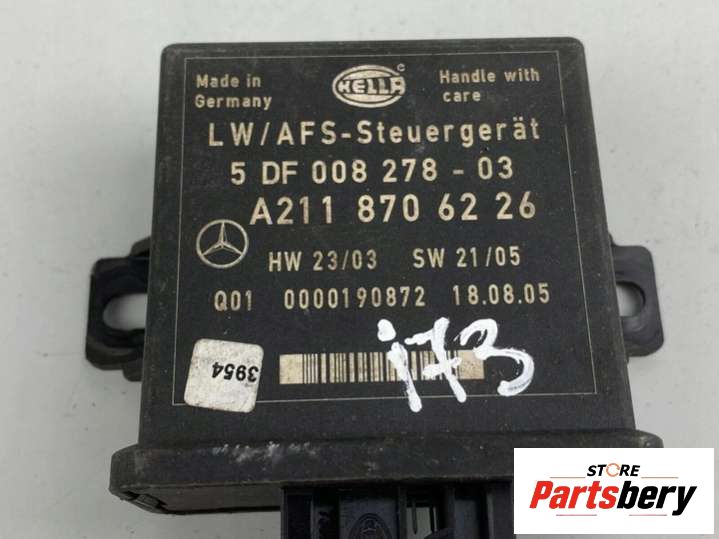 Made in
Germany
HELLA
Handle with
care
LW/AFS-Steuergerät
5 DF 008 278 - 03
A211 870 62 26
HW 23/03 SW 21/05
Q01 0000190872 18.08.05
3954
i73
STORE
Partsbery